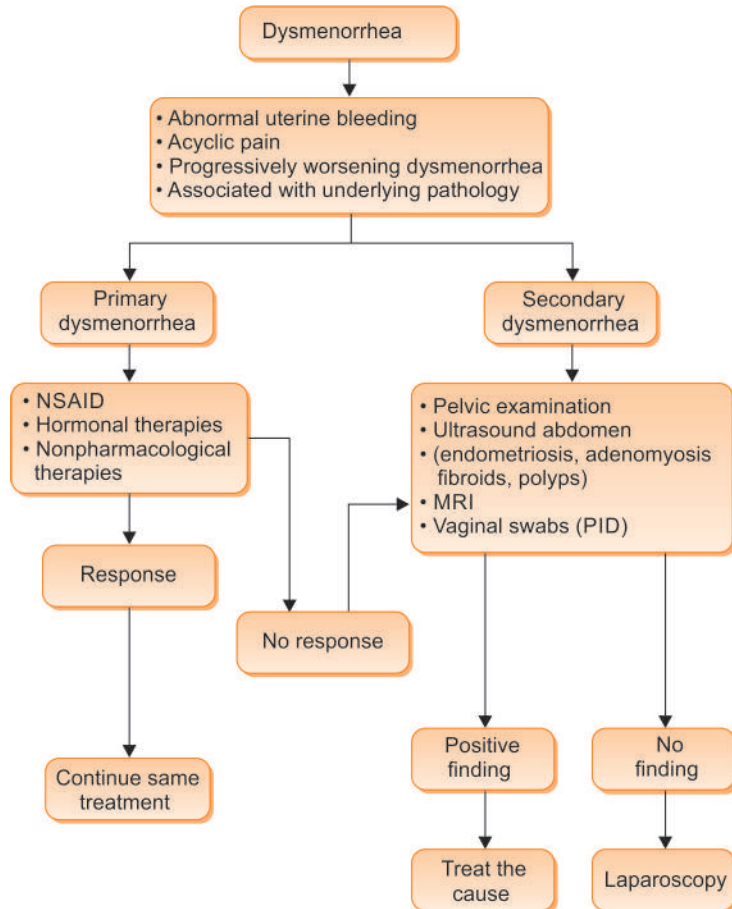 Dysmenorrhea
• Abnormal uterine bleeding
• Acyclic pain
• Progressively worsening dysmenorrhea
• Associated with underlying pathology
Primary
dysmenorrhea
Secondary
dysmenorrhea
• NSAID
• Hormonal therapies
• Nonpharmacological
therapies
• Pelvic examination
• Ultrasound abdomen
• (endometriosis, adenomyosis
fibroids, polyps)
• MRI
• Vaginal swabs (PID)
Response
No response
Continue same
treatment
Positive
finding
No
finding
Treat the
cause
Laparoscopy